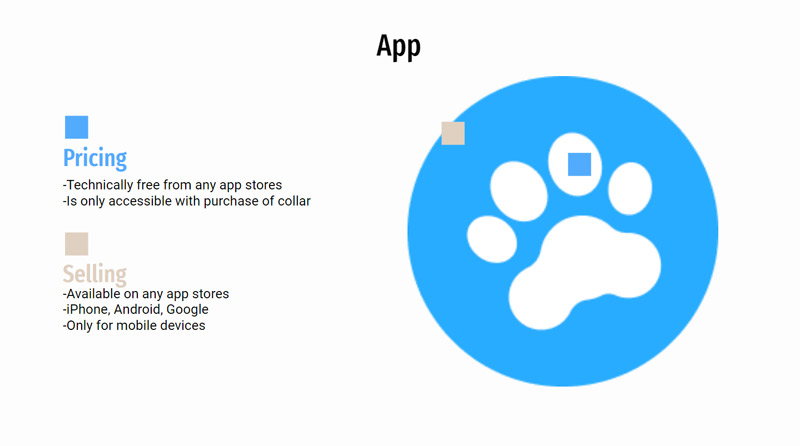 App
Pricing
-Technically free from any app stores
-Is only accessible with purchase of collar
Selling
-Available on any app stores
-iPhone, Android, Google
-Only for mobile devices